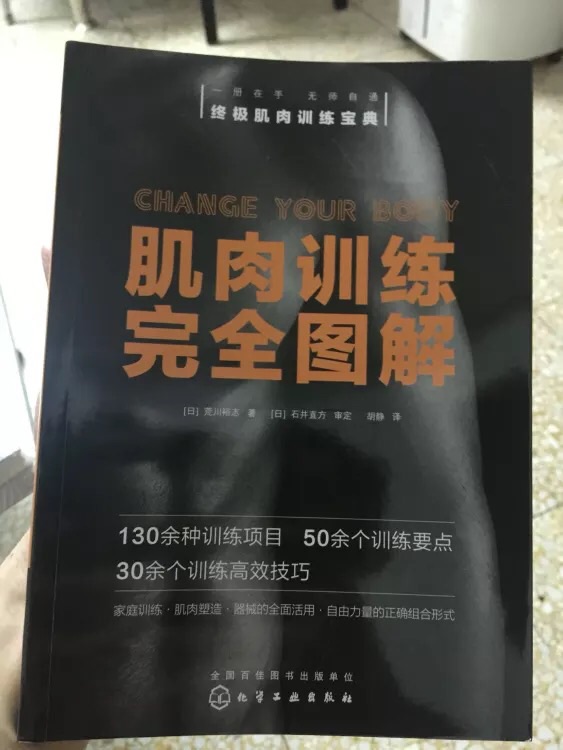 一册在手 无师自通
终极肌肉训练宝典
CHANGE YOUR BODY
肌肉训练
完全图解
[日] 荒川裕志 著 [日] 石井直方 审定 胡静 译
130余种训练项目 50余个训练要点
30余个训练高效技巧
家庭训练·肌肉塑造·器械的全面活用·自由力量的正确组合形式
全国百佳图书出版单位
化学工业出版社